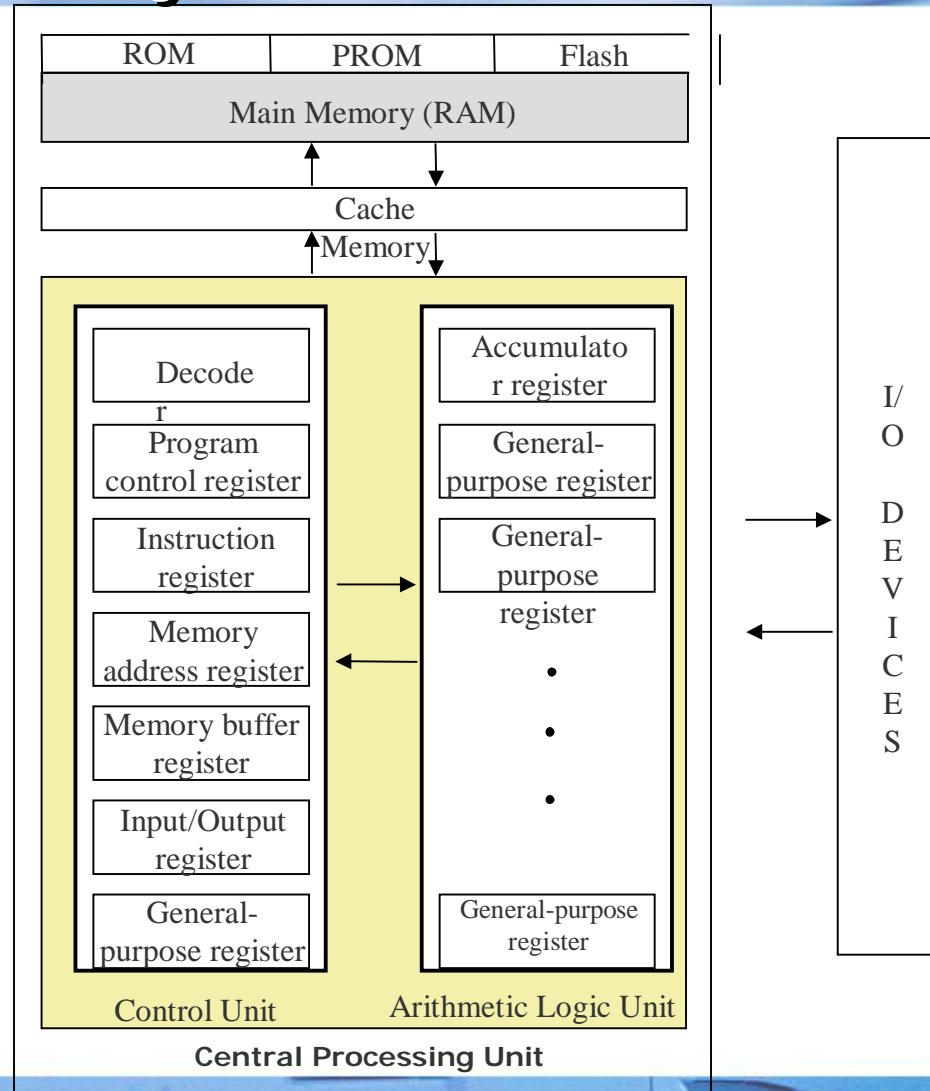 ROM PROM Flash
Main Memory (RAM)
Cache
Memory
Decode
r
Program
control register
Instruction
register
Memory
address register
Memory buffer
register
Input/Output
register
General-
purpose register
Control Unit
Accumulato
r register
General-
purpose register
General-
purpose
register
General-purpose
register
Arithmetic Logic Unit
Central Processing Unit
I/
O
D
E
V
I
C
E
S